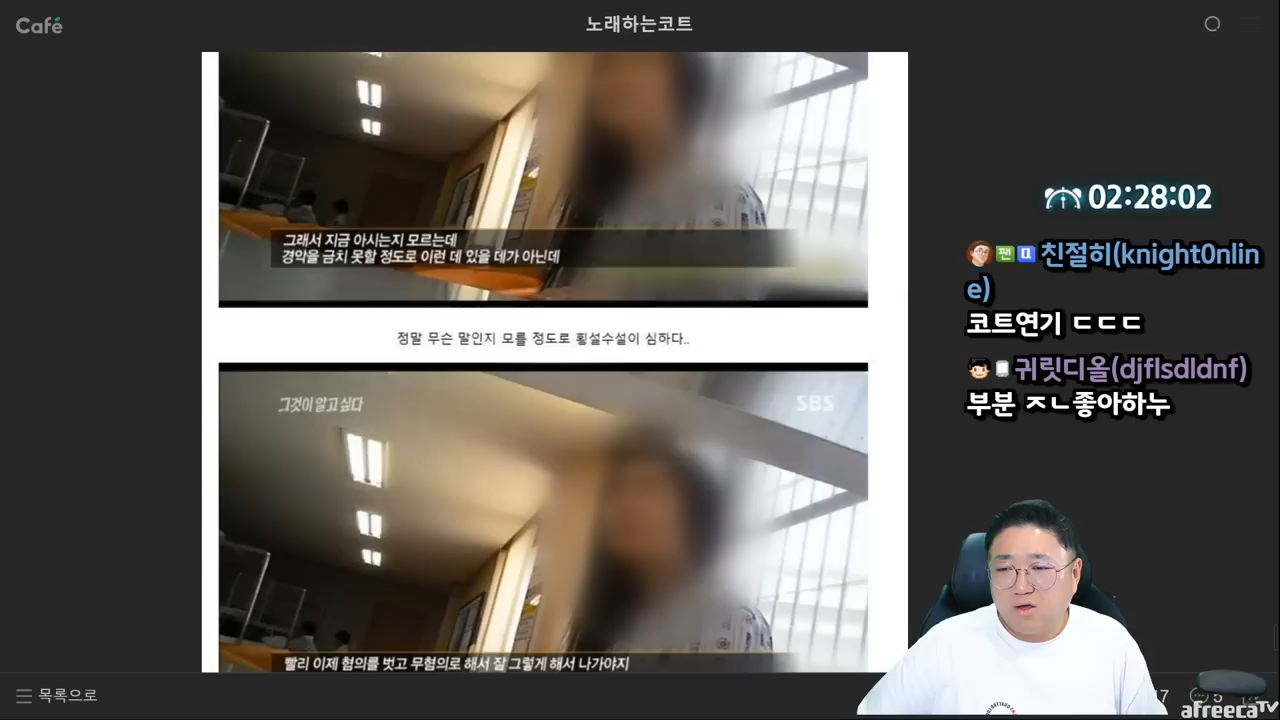 Café
노래하는코트
그래서 지금 아시는지 모르는데
경악을 금치 못할 정도로 이런 데 있을 데가 아닌데
정말 무슨 말인지 모를 정도로 횡설수설이 심하다..
그것이 알고 싶다
SBS
빨리 이제 혐의를 벗고 무혐의로 해서 잘 그렇게 해서 나가야지
02:28:02
친절히(knight0nlin
e)
코트연기 ㄷㄷㄷ
귀릿디올(djflsdldnf)
부분 ㅈㄴ좋아하누
목록으로
afreecaTV